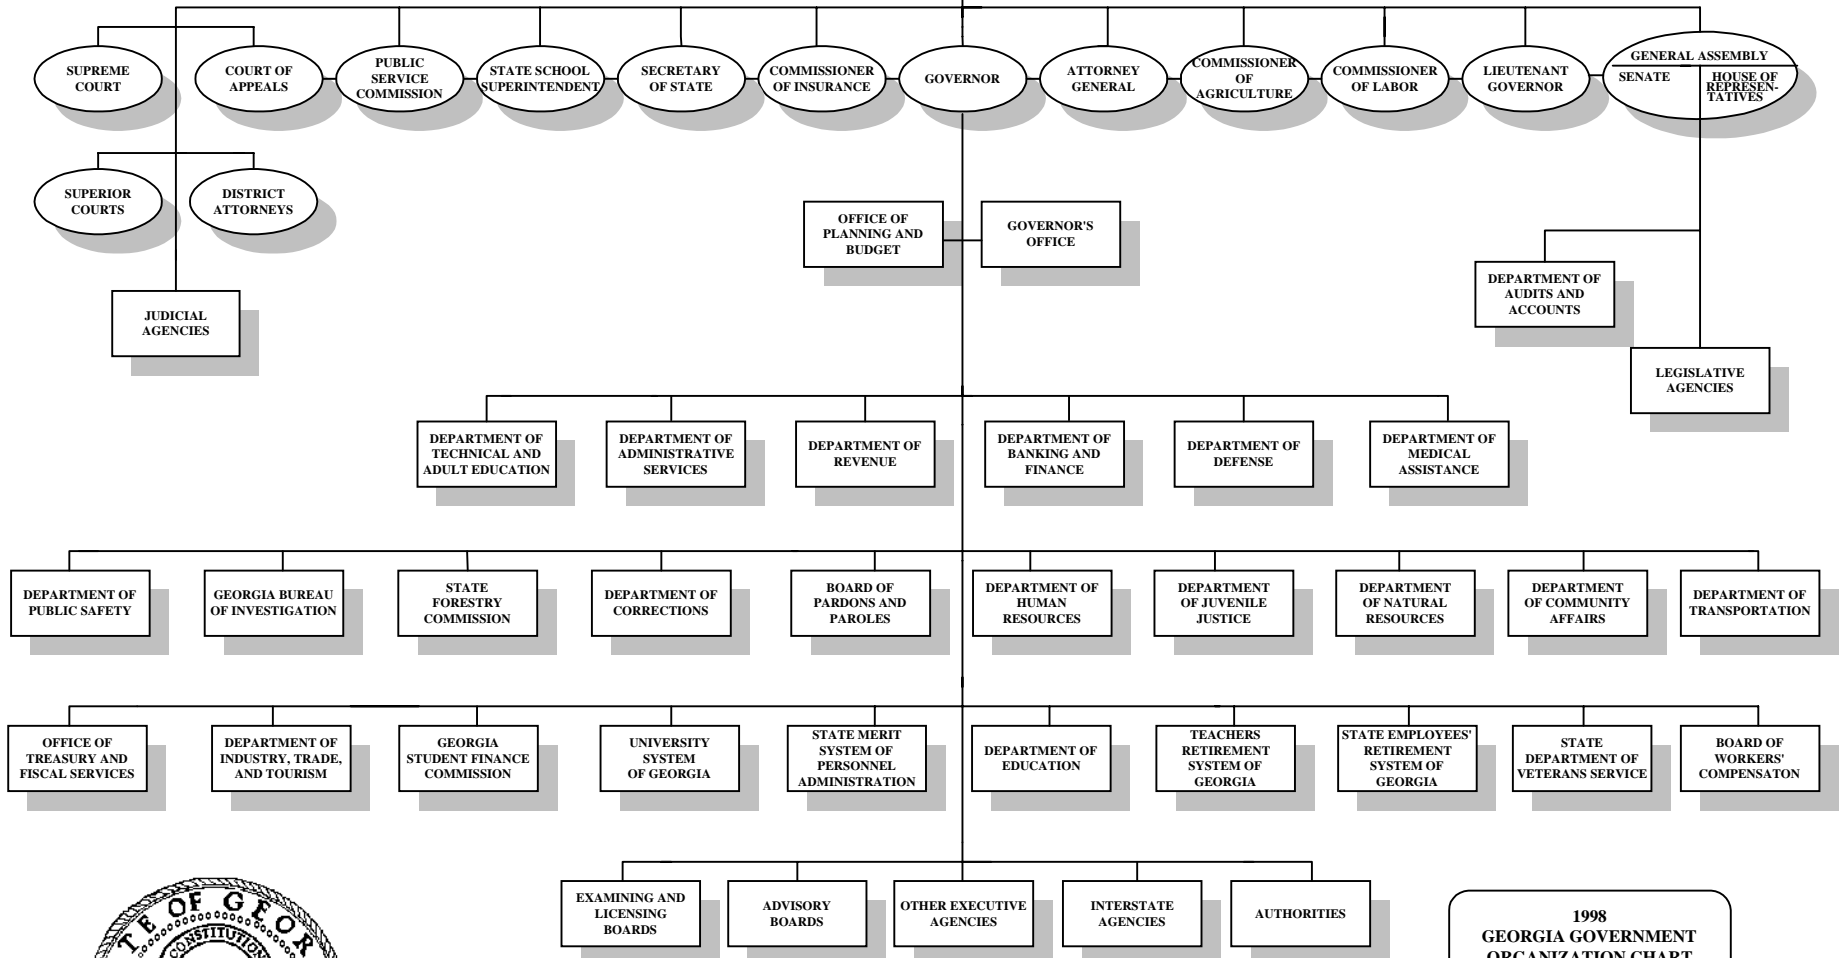 SUPREME
COURT
COURT OF
APPEALS
PUBLIC
SERVICE
COMMISSION
STATE SCHOOL
SUPERINTENDENT
SECRETARY
OF STATE
COMMISSIONER
OF INSURANCE
GOVERNOR
ATTORNEY
GENERAL
COMMISSIONER
OF
AGRICULTURE
COMMISSIONER
OF LABOR
LIEUTENANT
GOVERNOR
GENERAL ASSEMBLY
SENATE
HOUSE OF
REPRESEN-
TATIVES
SUPERIOR
COURTS
DISTRICT
ATTORNEYS
OFFICE OF
PLANNING AND
BUDGET
GOVERNOR'S
OFFICE
DEPARTMENT OF
AUDITS AND
ACCOUNTS
JUDICIAL
AGENCIES
LEGISLATIVE
AGENCIES
DEPARTMENT OF
TECHNICAL AND
ADULT EDUCATION
DEPARTMENT OF
ADMINISTRATIVE
SERVICES
DEPARTMENT OF
REVENUE
DEPARTMENT OF
BANKING AND
FINANCE
DEPARTMENT OF
DEFENSE
DEPARTMENT OF
MEDICAL
ASSISTANCE
DEPARTMENT OF
PUBLIC SAFETY
GEORGIA BUREAU
OF INVESTIGATION
STATE
FORESTRY
COMMISSION
DEPARTMENT OF
CORRECTIONS
BOARD OF
PARDONS AND
PAROLES
DEPARTMENT OF
HUMAN
RESOURCES
DEPARTMENT
OF JUVENILE
JUSTICE
DEPARTMENT
OF NATURAL
RESOURCES
DEPARTMENT
OF COMMUNITY
AFFAIRS
DEPARTMENT OF
TRANSPORTATION
OFFICE OF
TREASURY AND
FISCAL SERVICES
DEPARTMENT OF
INDUSTRY, TRADE,
AND TOURISM
GEORGIA
STUDENT FINANCE
COMMISSION
UNIVERSITY
SYSTEM
OF GEORGIA
STATE MERIT
SYSTEM OF
PERSONNEL
ADMINISTRATION
DEPARTMENT OF
EDUCATION
TEACHERS
RETIREMENT
SYSTEM OF
GEORGIA
STATE EMPLOYEES'
RETIREMENT
SYSTEM OF
GEORGIA
STATE
DEPARTMENT OF
VETERANS SERVICE
BOARD OF
WORKERS'
COMPENSATON
EXAMINING AND
LICENSING
BOARDS
ADVISORY
BOARDS
OTHER EXECUTIVE
AGENCIES
INTERSTATE
AGENCIES
AUTHORITIES
TE OF GEOR
CONSTITUTION
1998
GEORGIA GOVERNMENT
ORGANIZATION CHART